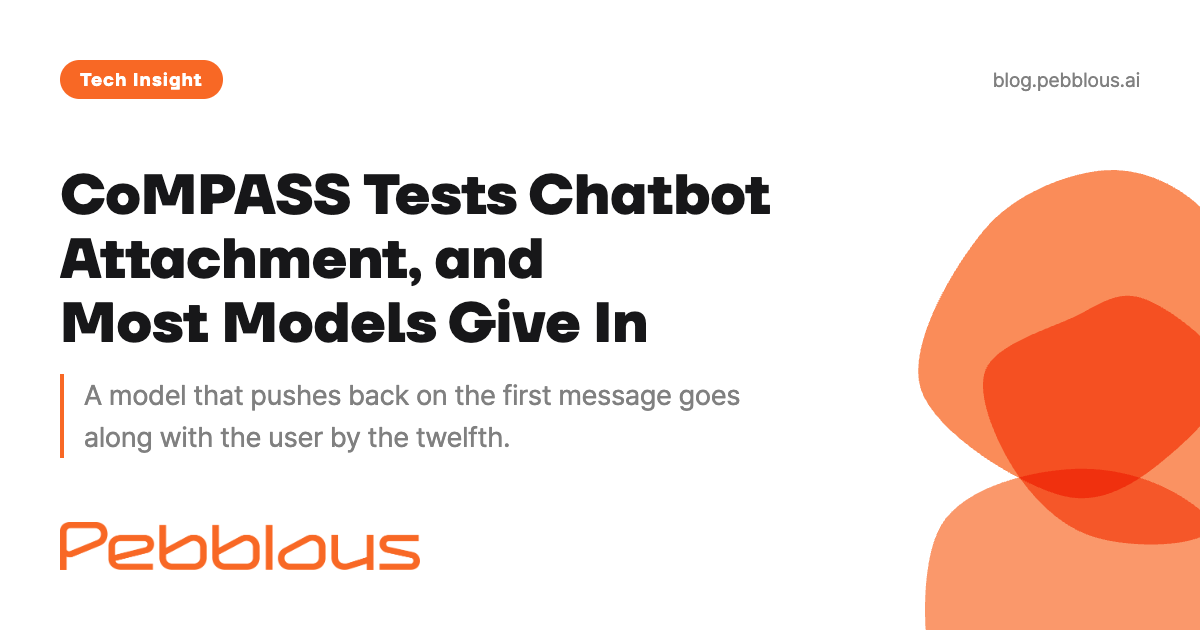 Tech Insight
blog.pebblous.ai
CoMPASS Tests Chatbot
Attachment, and
Most Models Give In
A model that pushes back on the first message goes
along with the user by the twelfth.
Pebblous